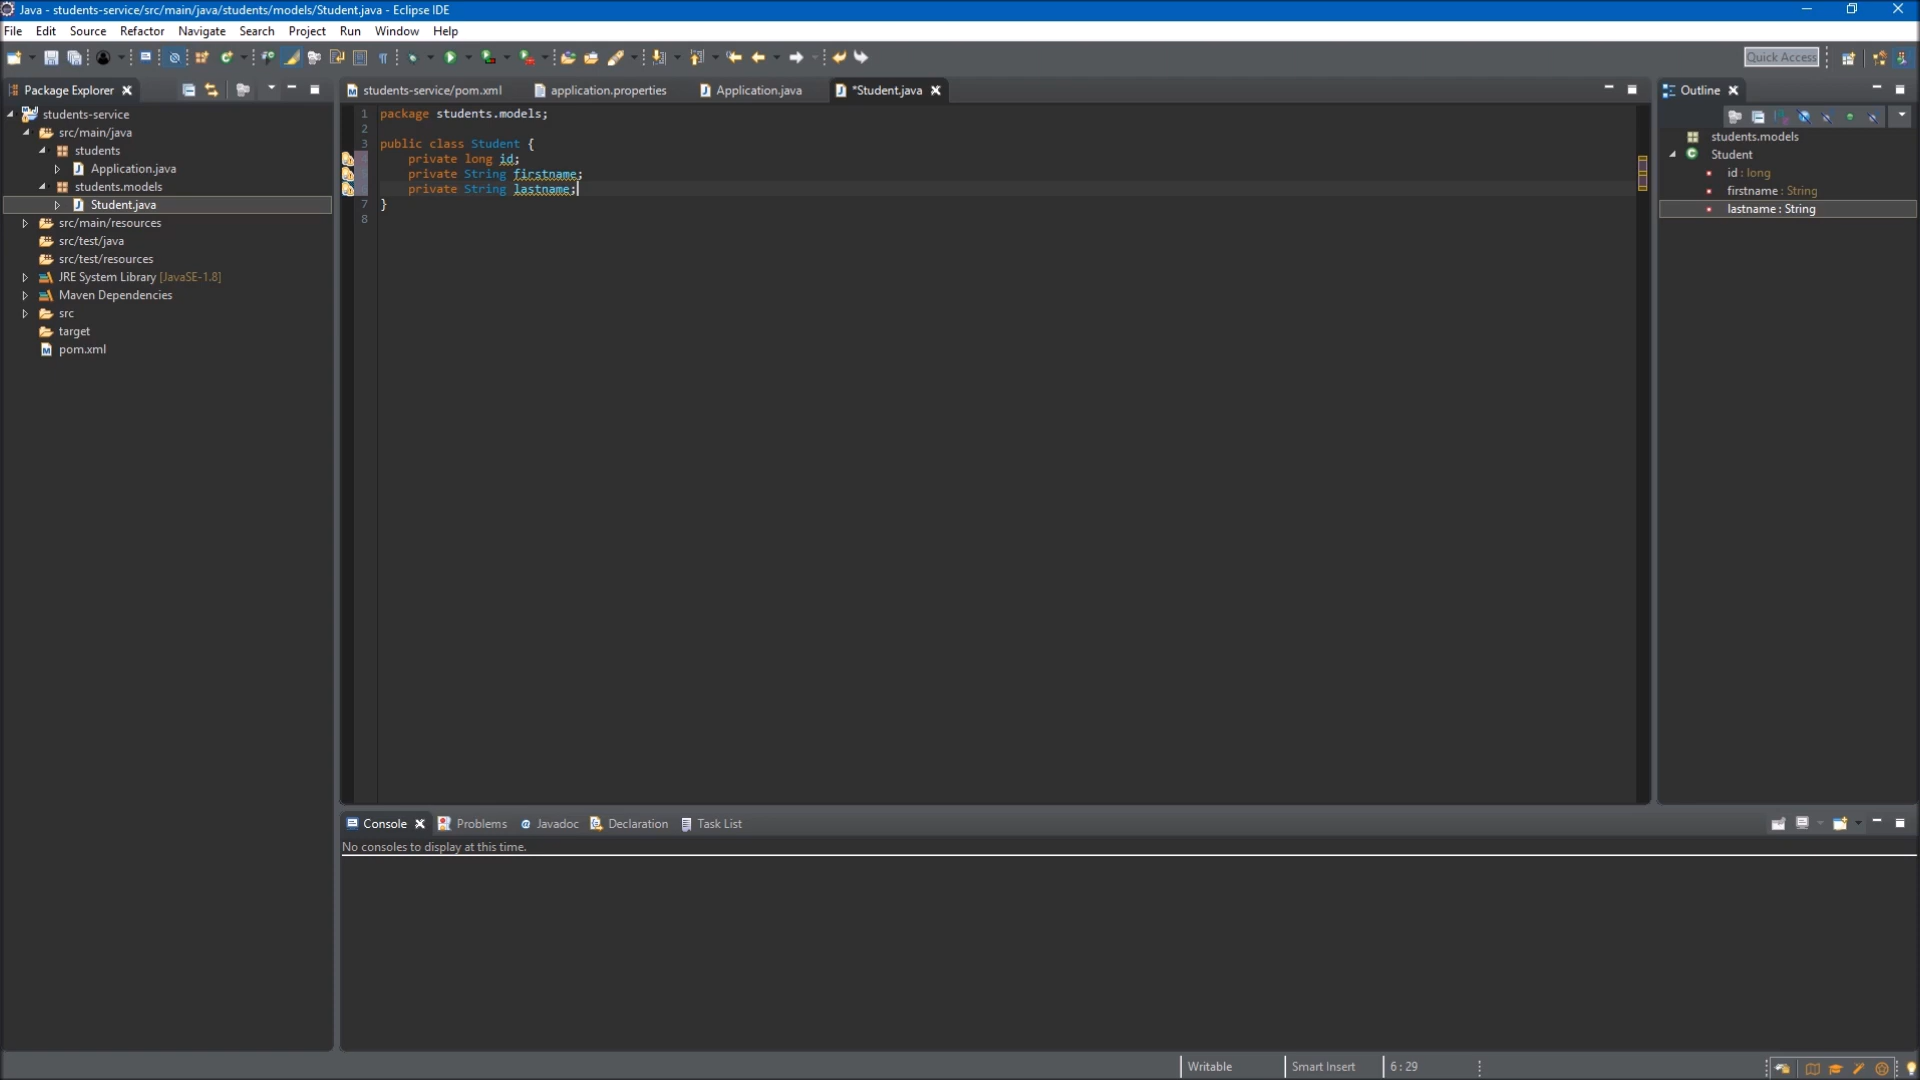 Java - students-service/src/main/java/students/models/Student.java - Eclipse IDE
File Edit Source Refactor Navigate Search Project Run Window Help
Quick Access
Package Explorer
students-service
src/main/java
students
Application.java
students.models
Student.java
src/main/resources
src/test/java
src/test/resources
JRE System Library [JavaSE-1.8]
Maven Dependencies
src
target
pom.xml
students-service/pom.xml application.properties Application.java *Student.java
1 package students.models;
2
3 public class Student {
private long id;
private String firstname;
private String lastname;
7 }
8
Outline
students.models
Student
id : long
firstname : String
lastname : String
Console Problems Javadoc Declaration Task List
No consoles to display at this time.
Writable Smart Insert 6 : 29